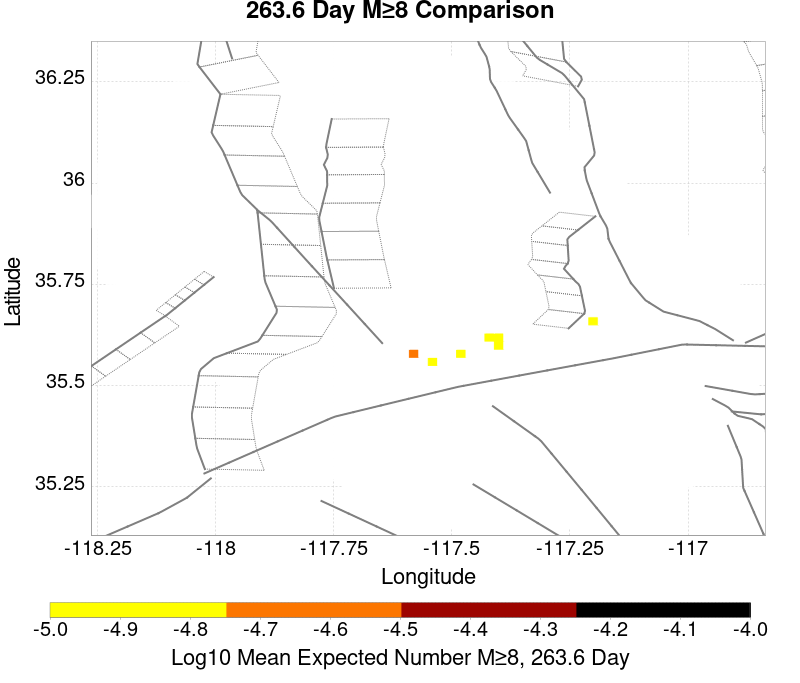 263.6 Day M≥8 Comparison
36.25
36
35.75
35.5
35.25
Latitude
-118.25 -118 -117.75 -117.5 -117.25 -117
Longitude
-5.0 -4.9 -4.8 -4.7 -4.6 -4.5 -4.4 -4.3 -4.2 -4.1 -4.0
Log10 Mean Expected Number M≥8, 263.6 Day